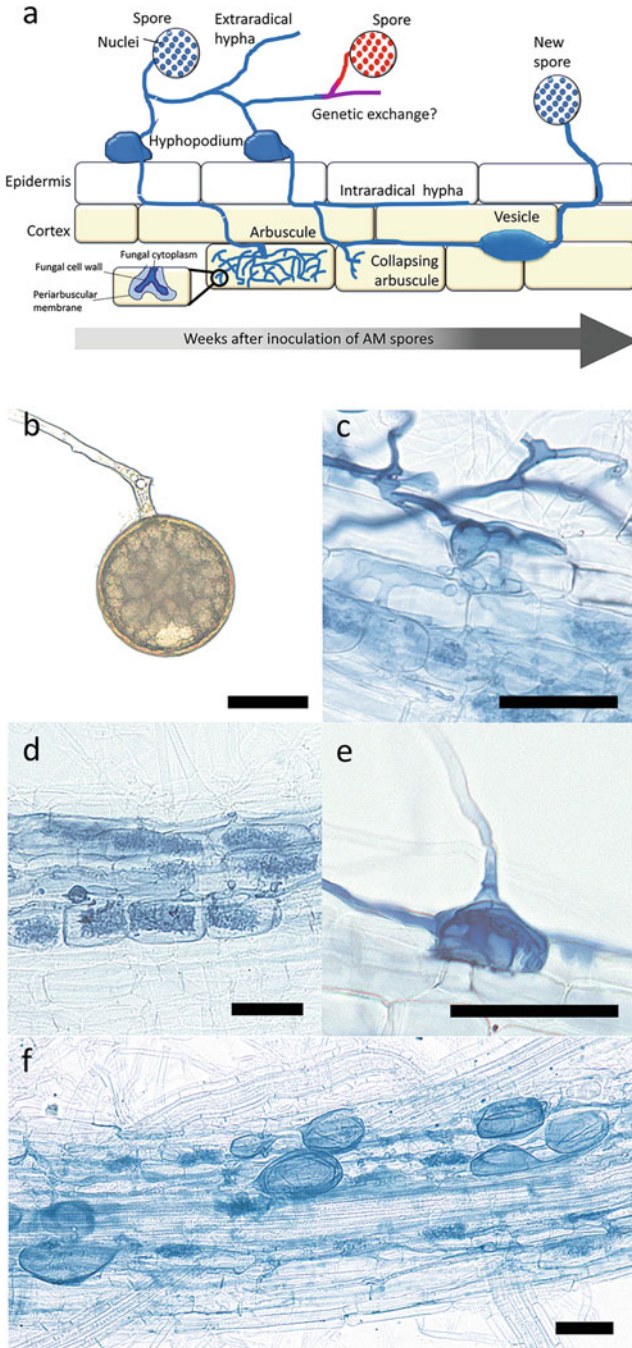 a
Spore
Nuclei
Extraradical
hypha
Spore
New
spore
Genetic exchange?
Hyphopodium
Epidermis
Intraradical hypha
Cortex
Arbuscule
Vesicle
Fungal cytoplasm
Fungal cell wall
Periarbuscular
membrane
Collapsing
arbuscule
Weeks after inoculation of AM spores
b
c
d
e
f